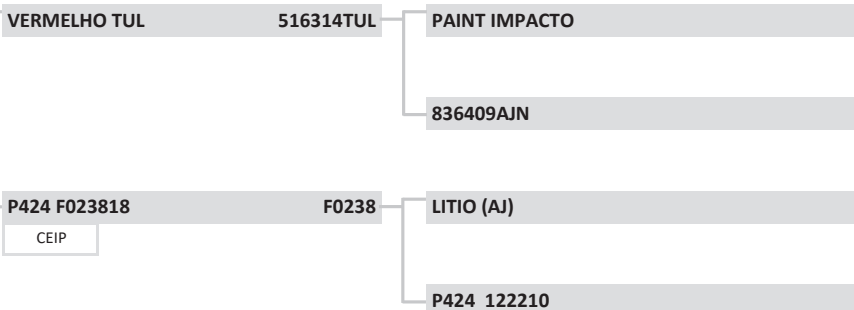 VERMELHO TUL 516314TUL PAINT IMPACTO
836409AJN
P424 F023818 F0238 LITIO (AJ)
CEIP
P424 122210